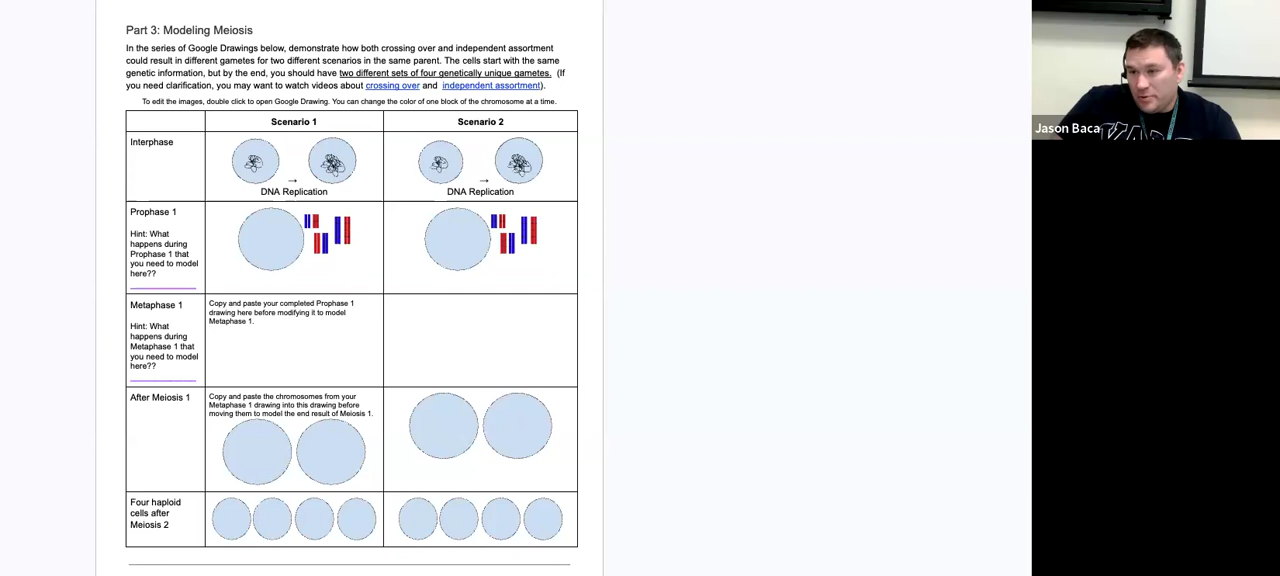 Part 3: Modeling Meiosis
In the series of Google Drawings below, demonstrate how both crossing over and independent assortment
could result in different gametes for two different scenarios in the same parent. The cells start with the same
genetic information, but by the end, you should have two different sets of four genetically unique gametes. (If
you need clarification, you may want to watch videos about crossing over and independent assortment).
To edit the images, double click to open Google Drawing. You can change the color of one block of the chromosome at a time.
Scenario 1
Scenario 2
Interphase
→
DNA Replication
→
DNA Replication
Prophase 1
Hint: What
happens during
Prophase 1 that
you need to model
here??
Metaphase 1
Hint: What
happens during
Metaphase 1 that
you need to model
here??
Copy and paste your completed Prophase 1
drawing here before modifying it to model
Metaphase 1.
After Meiosis 1
Copy and paste the chromosomes from your
Metaphase 1 drawing into this drawing before
moving them to model the end result of Meiosis 1.
Four haploid
cells after
Meiosis 2
Jason Baca